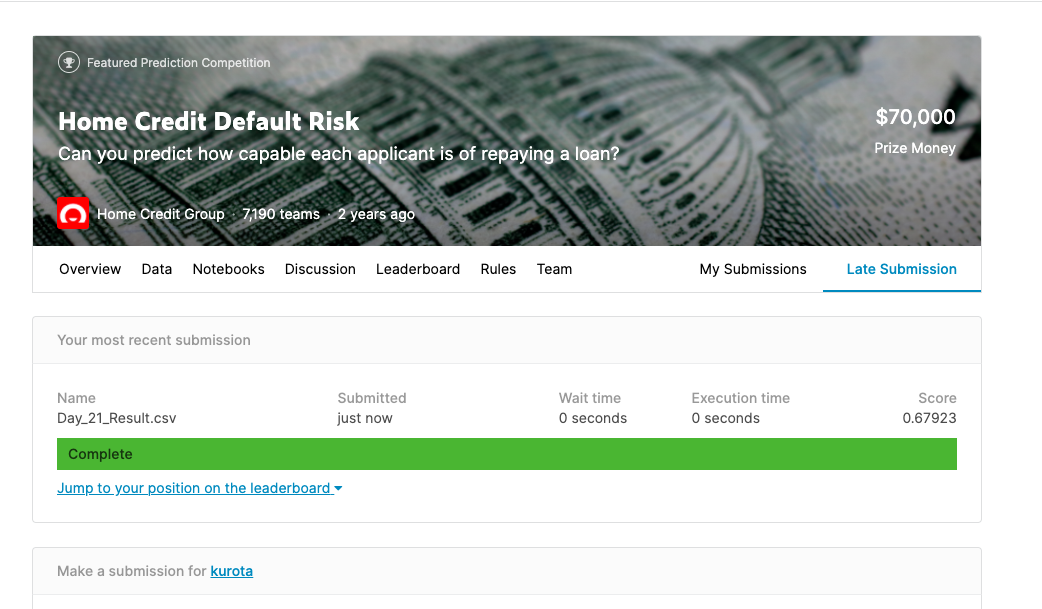 Featured Prediction Competition
Home Credit Default Risk
Can you predict how capable each applicant is of repaying a loan?
$70,000
Prize Money
Home Credit Group · 7,190 teams · 2 years ago
Overview Data Notebooks Discussion Leaderboard Rules Team My Submissions Late Submission
Your most recent submission
Name Submitted Wait time Execution time Score
Day_21_Result.csv just now 0 seconds 0 seconds 0.67923
Complete
Jump to your position on the leaderboard
Make a submission for kurota